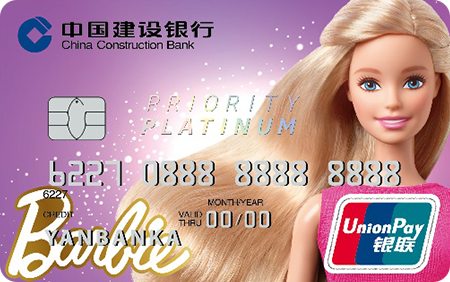 中国建设银行
China Construction Bank
PRIORITY
PLATINUM
6227 0888 8888 8888
6227
MONTH/YEAR
CREDIT
VALID THRU 00/00
Barbie
YANBANKA
UnionPay
银联